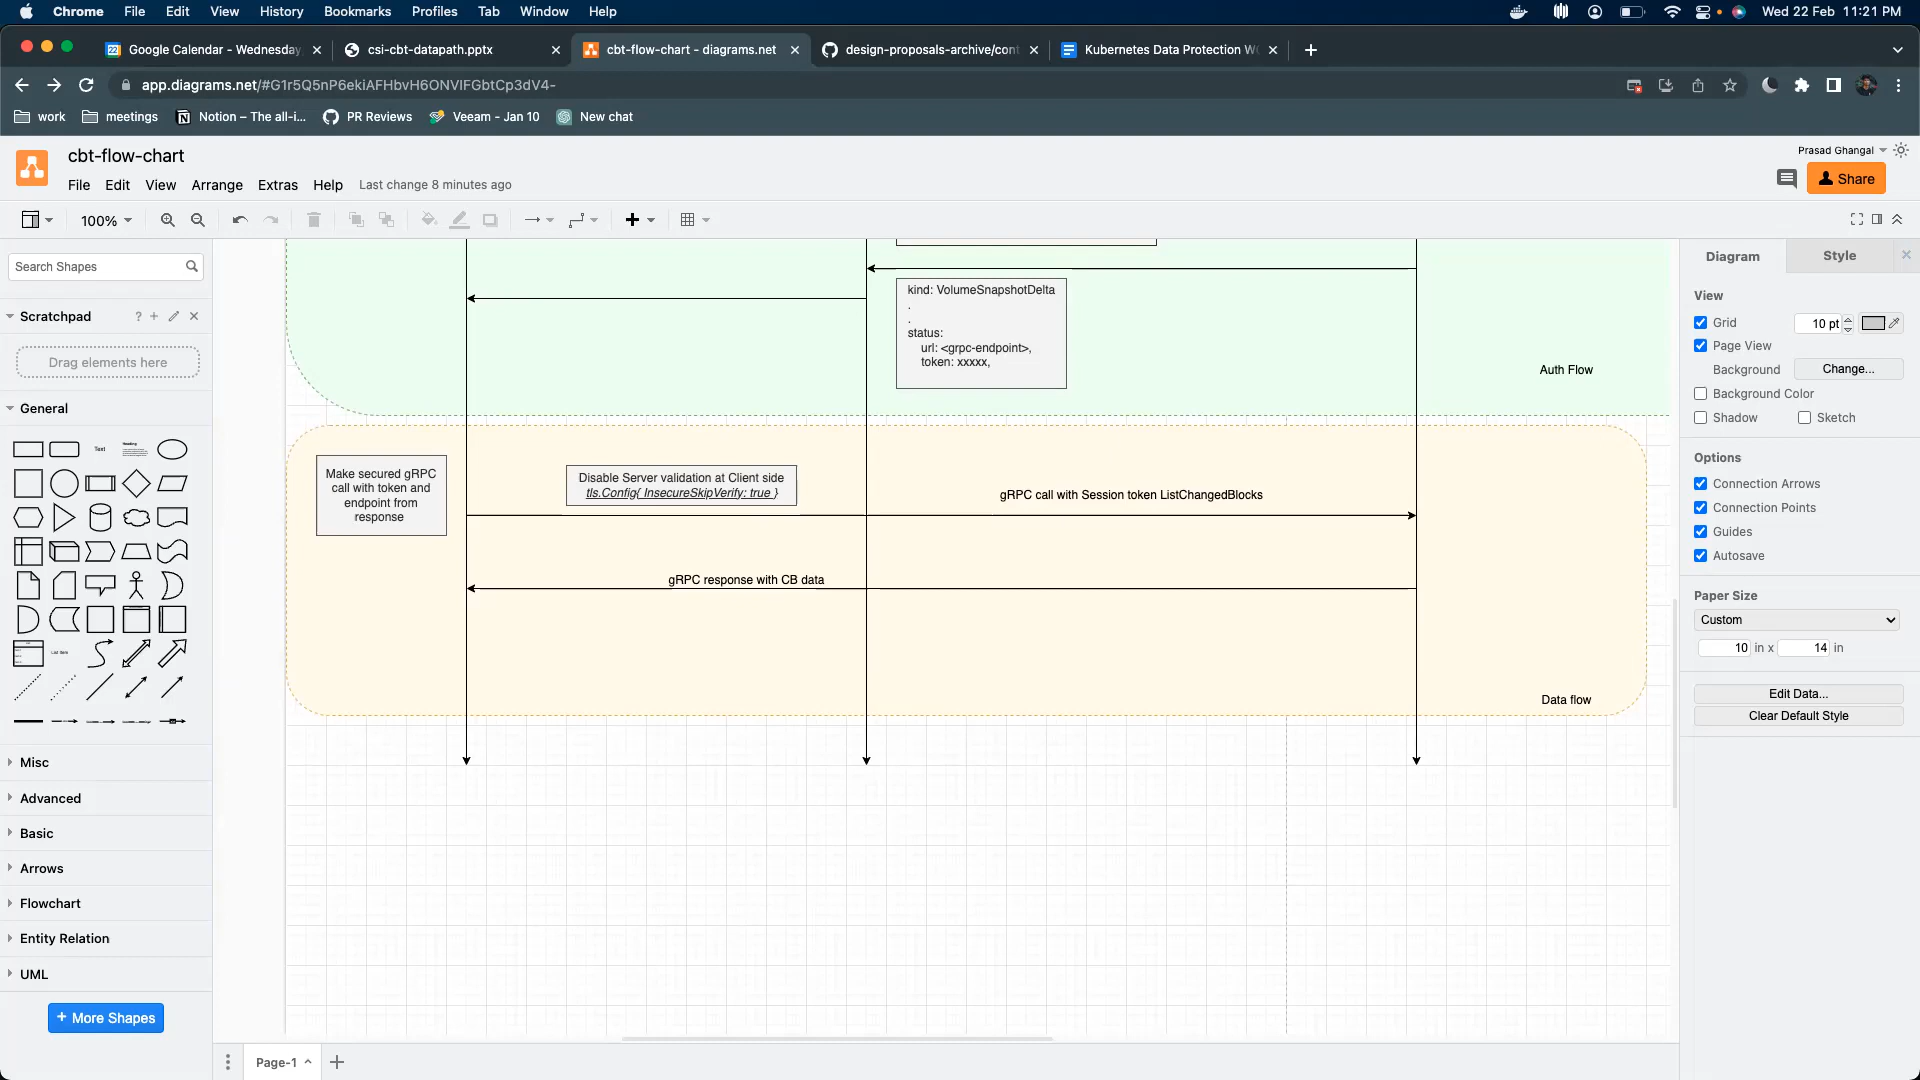 Chrome File Edit View History Bookmarks Profiles Tab Window Help Wed 22 Feb 11:21 PM
Google Calendar - Wednesday, csi-cbt-datapath.pptx cbt-flow-chart - diagrams.net design-proposals-archive/cont Kubernetes Data Protection W
app.diagrams.net/#G1r5Q5nP6ekiAFHbvH6ONVlFGbtCp3dV4-
work meetings Notion – The all-i... PR Reviews Veeam - Jan 10 New chat
cbt-flow-chart
Prasad Ghangal
File Edit View Arrange Extras Help Last change 8 minutes ago
Share
100%
Search Shapes
Scratchpad
?
Drag elements here
General
Text
Heading
List Item
Misc
Advanced
Basic
Arrows
Flowchart
Entity Relation
UML
+ More Shapes
kind: VolumeSnapshotDelta
.
.
status:
url: <grpc-endpoint>,
token: xxxxx,
Auth Flow
Make secured gRPC
call with token and
endpoint from
response
Disable Server validation at Client side
tls.Config{ InsecureSkipVerify: true }
gRPC call with Session token ListChangedBlocks
gRPC response with CB data
Data flow
Page-1
Diagram Style
View
Grid 10 pt
Page View
Background Change...
Background Color
Shadow Sketch
Options
Connection Arrows
Connection Points
Guides
Autosave
Paper Size
Custom
10 in x 14 in
Edit Data...
Clear Default Style